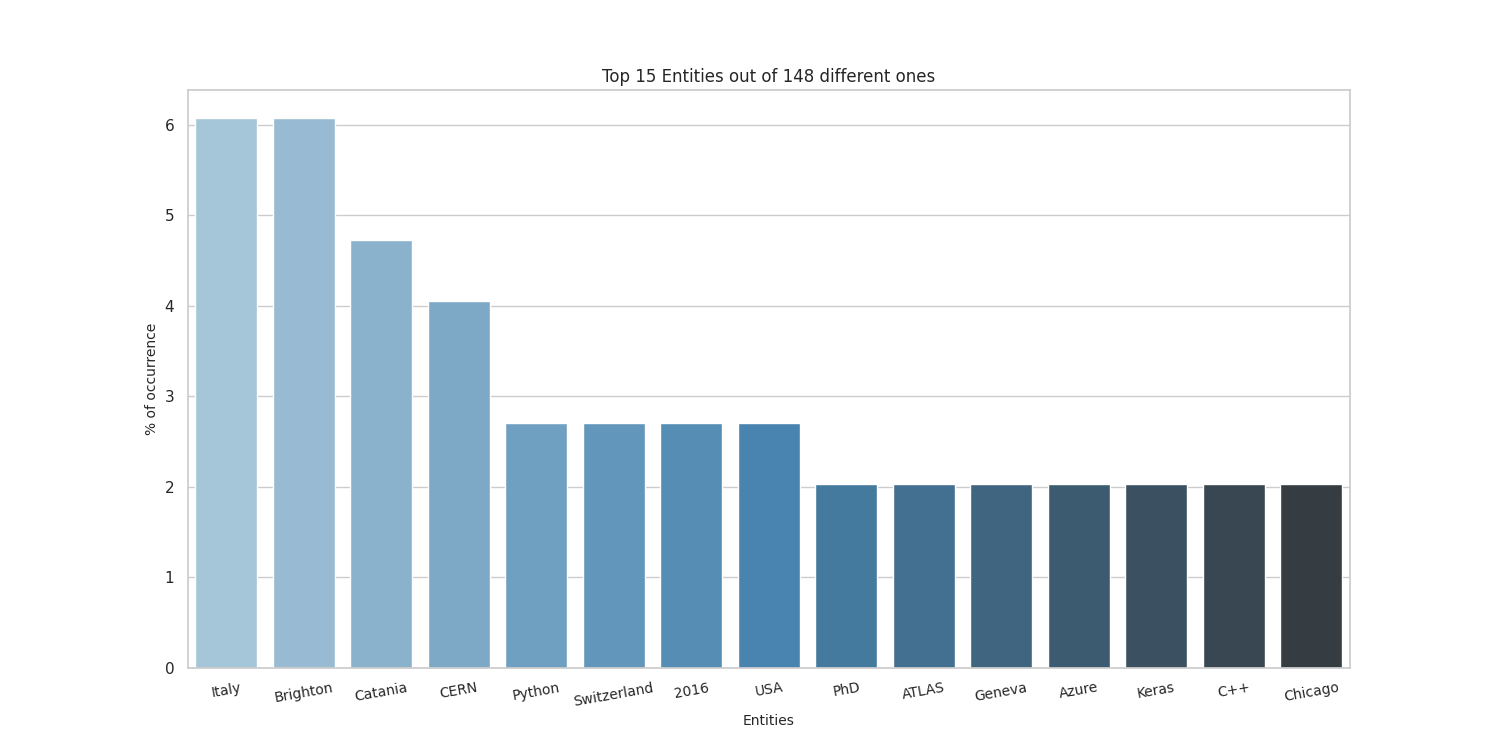 Top 15 Entities out of 148 different ones
% of occurrence
6
5
4
3
2
1
0
Italy Brighton Catania CERN Python Switzerland 2016 USA PhD ATLAS Geneva Azure Keras C++ Chicago
Entities